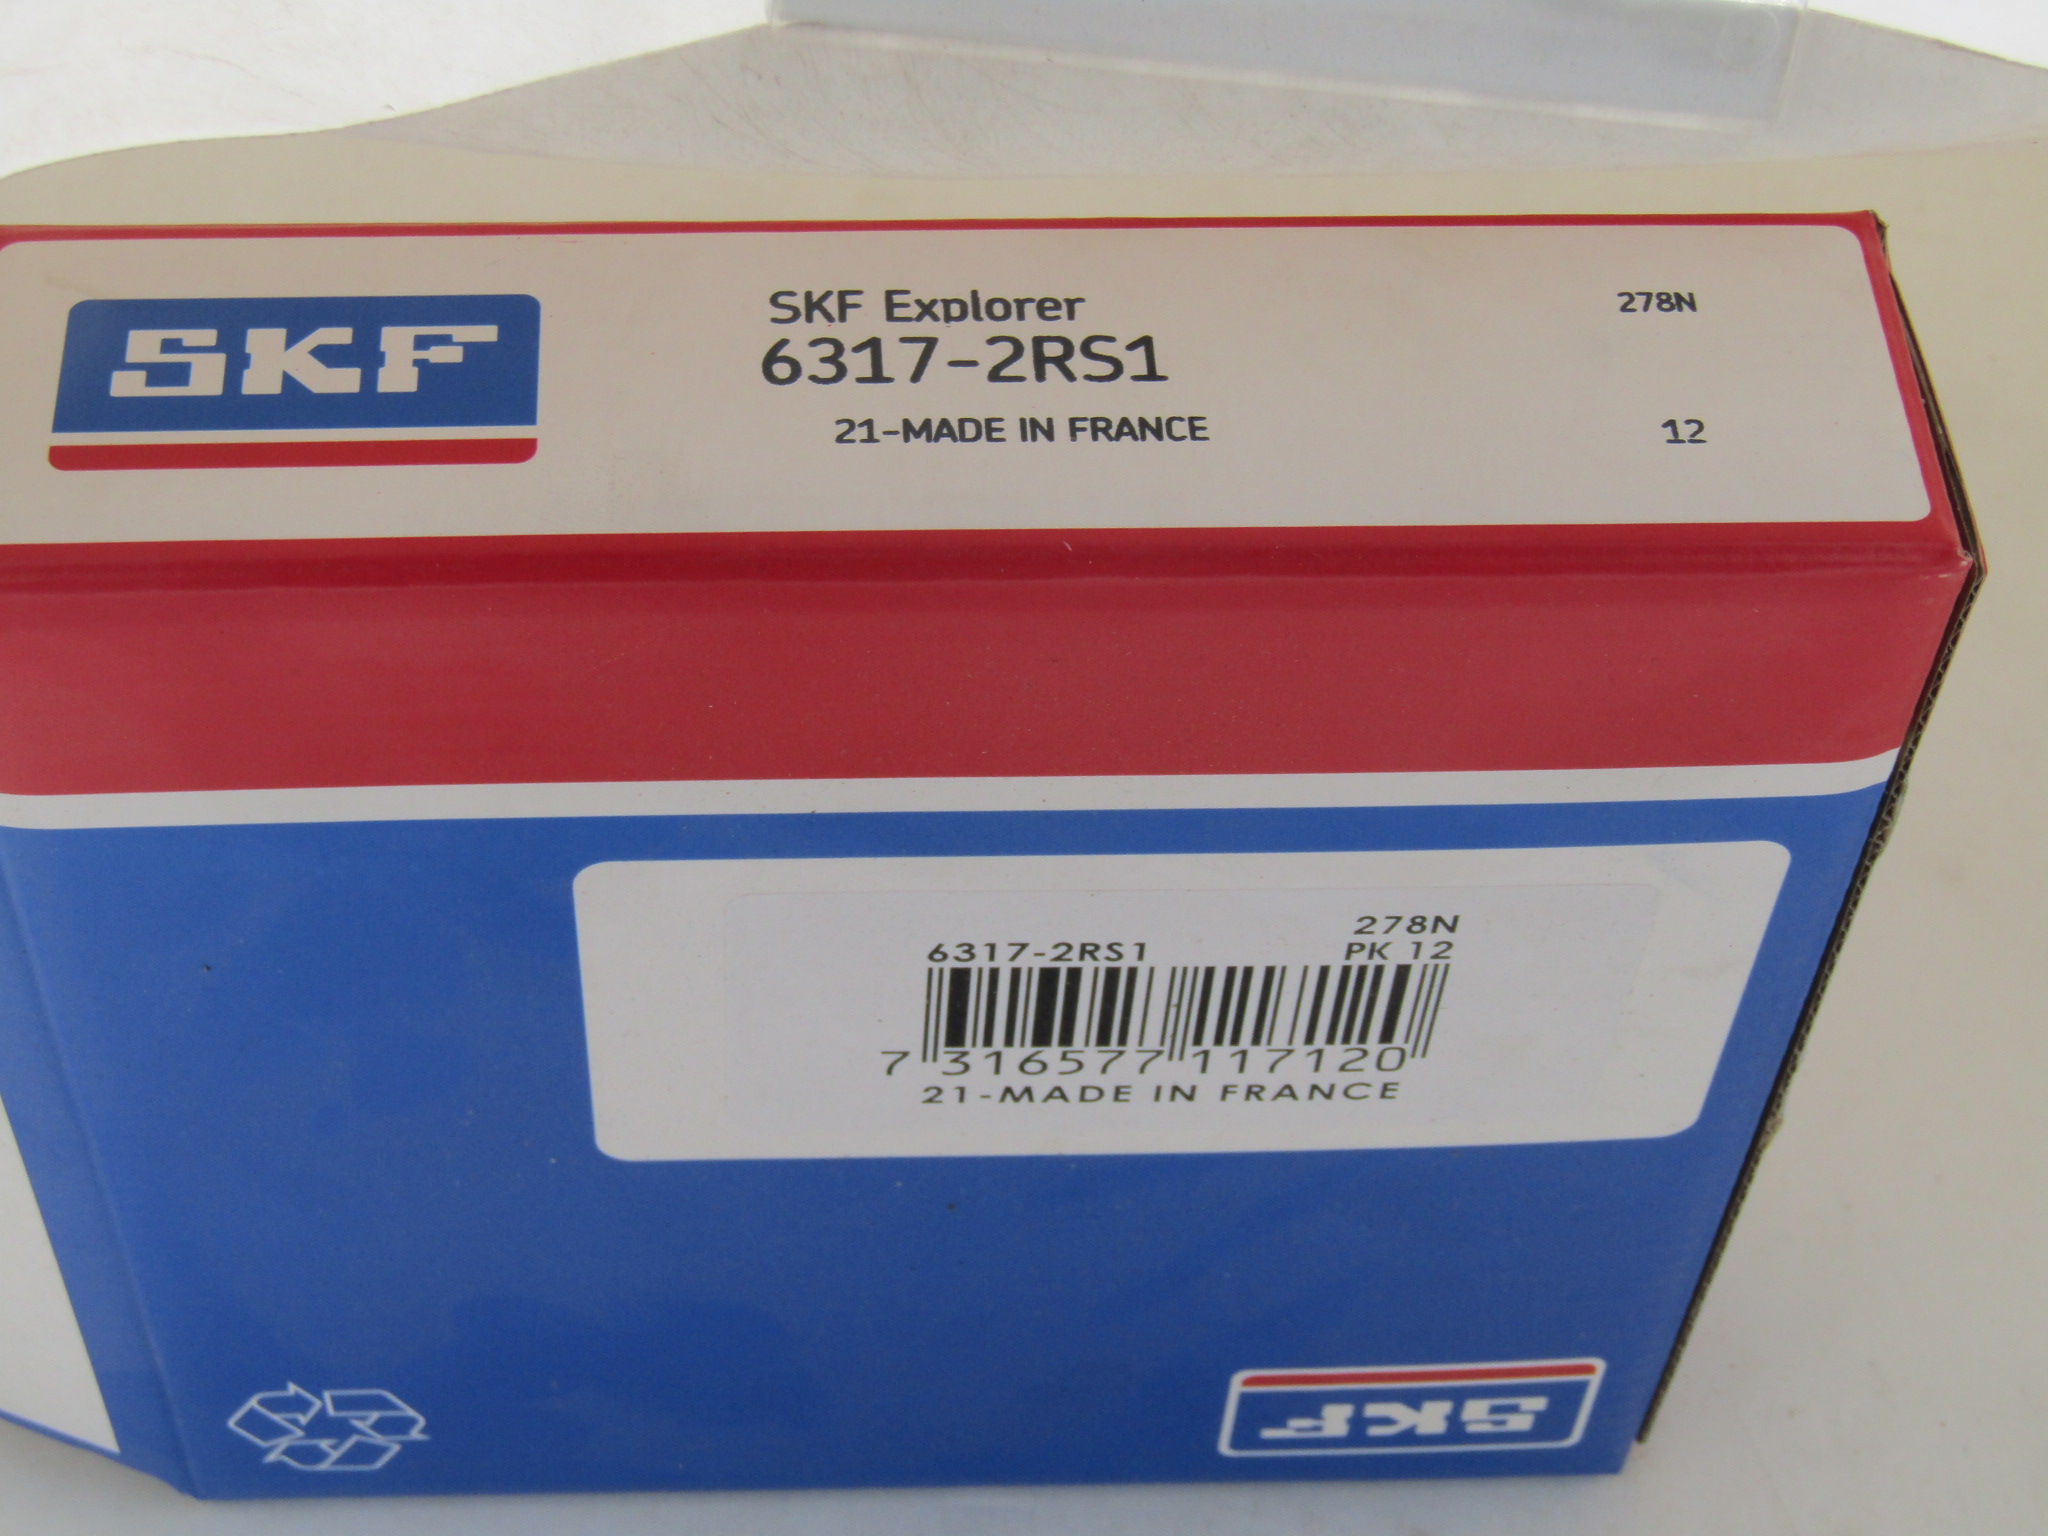 SKF
SKF Explorer
278N
6317-2RS1
21-MADE IN FRANCE
12
278N
6317-2RS1
PK 12
7 316577 117120
21-MADE IN FRANCE
SKF